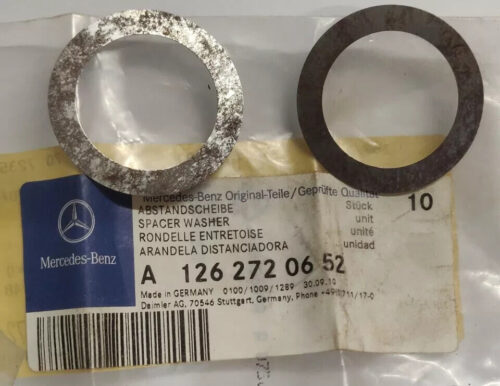 Mercedes-Benz Original-Teile/Geprüfte Qualität
ABSTANDSCHEIBE
SPACER WASHER
RONDELLE ENTRETOISE
ARANDELA DISTANCIADORA
Stück
unit
unité
unidad
10
Mercedes-Benz
A 126 272 06 52
Made in GERMANY 0100/1009/1289 30.09.10
Daimler AG, 70546 Stuttgart, Germany, Phone